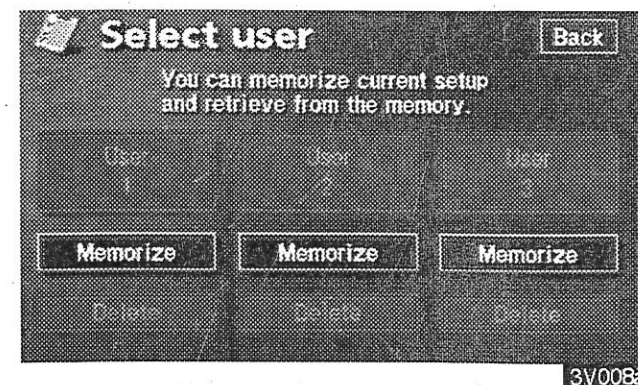 Select user
Back
You can memorize current setup
and retrieve from the memory.
User User User
1 2 3
Memorize Memorize Memorize
Delete Delete Delete